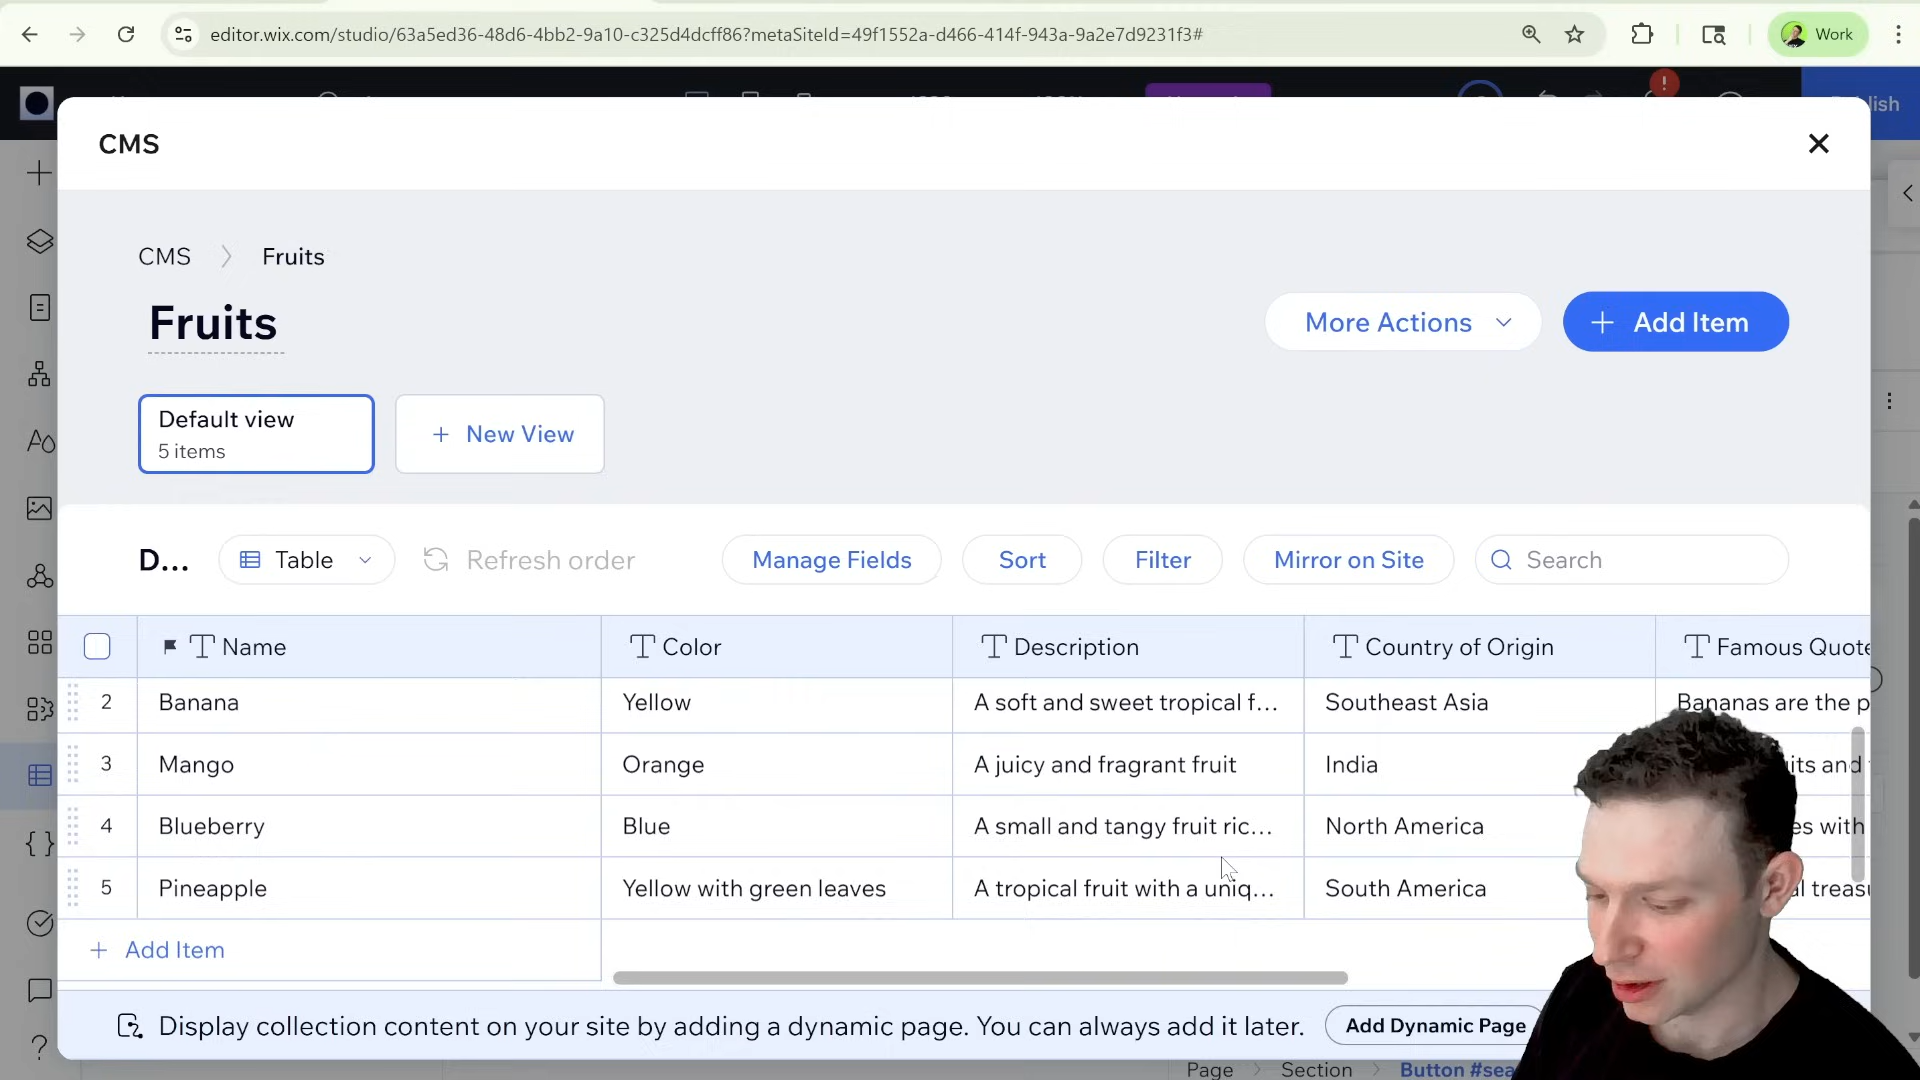 editor.wix.com/studio/63a5ed36-48d6-4bb2-9a10-c325d4dcff86?metaSiteId=49f1552a-d466-414f-943a-9a2e7d9231f3#
Work
CMS
CMS Fruits
Fruits
More Actions
Add Item
Default view
5 items
New View
D...
Table
Refresh order
Manage Fields
Sort
Filter
Mirror on Site
Search
Name Color Description Country of Origin Famous Quote
2 Banana Yellow A soft and sweet tropical f... Southeast Asia Bananas are the p
3 Mango Orange A juicy and fragrant fruit India
4 Blueberry Blue A small and tangy fruit ric... North America with
5 Pineapple Yellow with green leaves A tropical fruit with a uniq... South America
Add Item
Display collection content on your site by adding a dynamic page. You can always add it later.
Add Dynamic Page
Page Section Button #sea